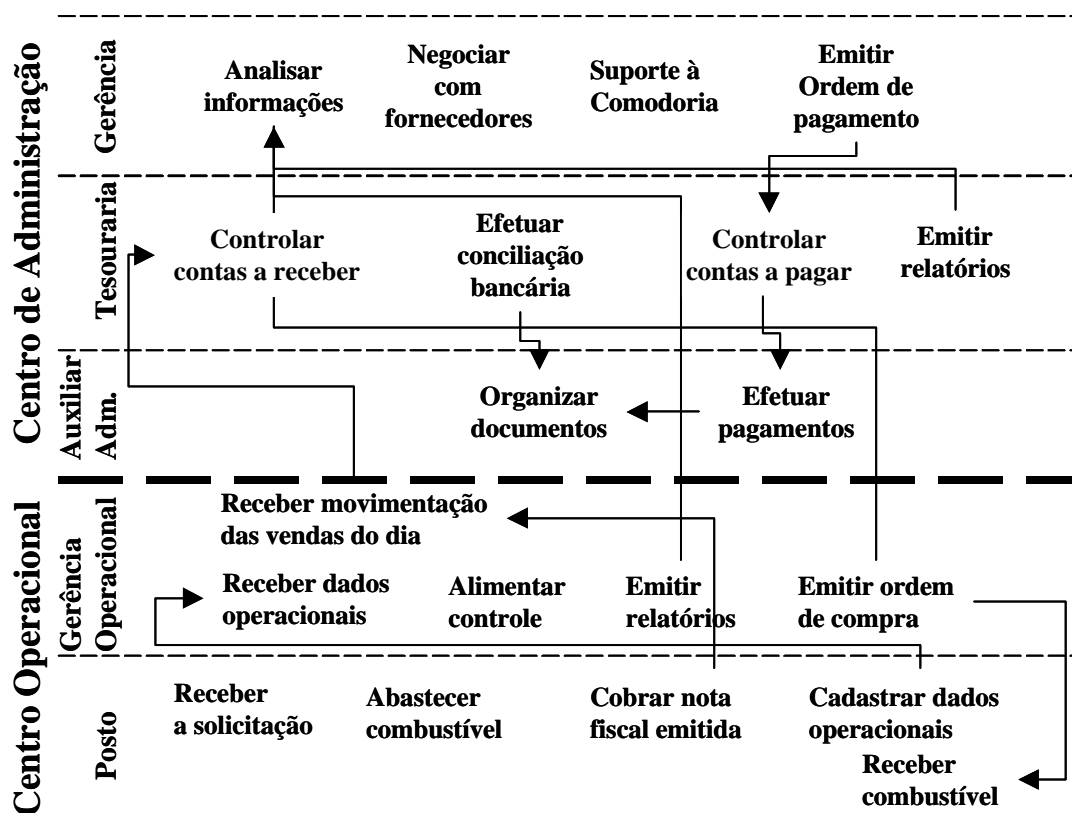 Centro de Administração
Gerência
Analisar
informações
Negociar
com
fornecedores
Suporte à
Comodoria
Emitir
Ordem de
pagamento
Tesouraria
Controlar
contas a receber
Efetuar
conciliação
bancária
Controlar
contas a pagar
Emitir
relatórios
Auxiliar
Adm.
Organizar
documentos
Efetuar
pagamentos
Centro Operacional
Gerência
Operacional
Receber movimentação
das vendas do dia
Receber dados
operacionais
Alimentar
controle
Emitir
relatórios
Emitir ordem
de compra
Posto
Receber
a solicitação
Abastecer
combustível
Cobrar nota
fiscal emitida
Cadastrar dados
operacionais
Receber
combustível